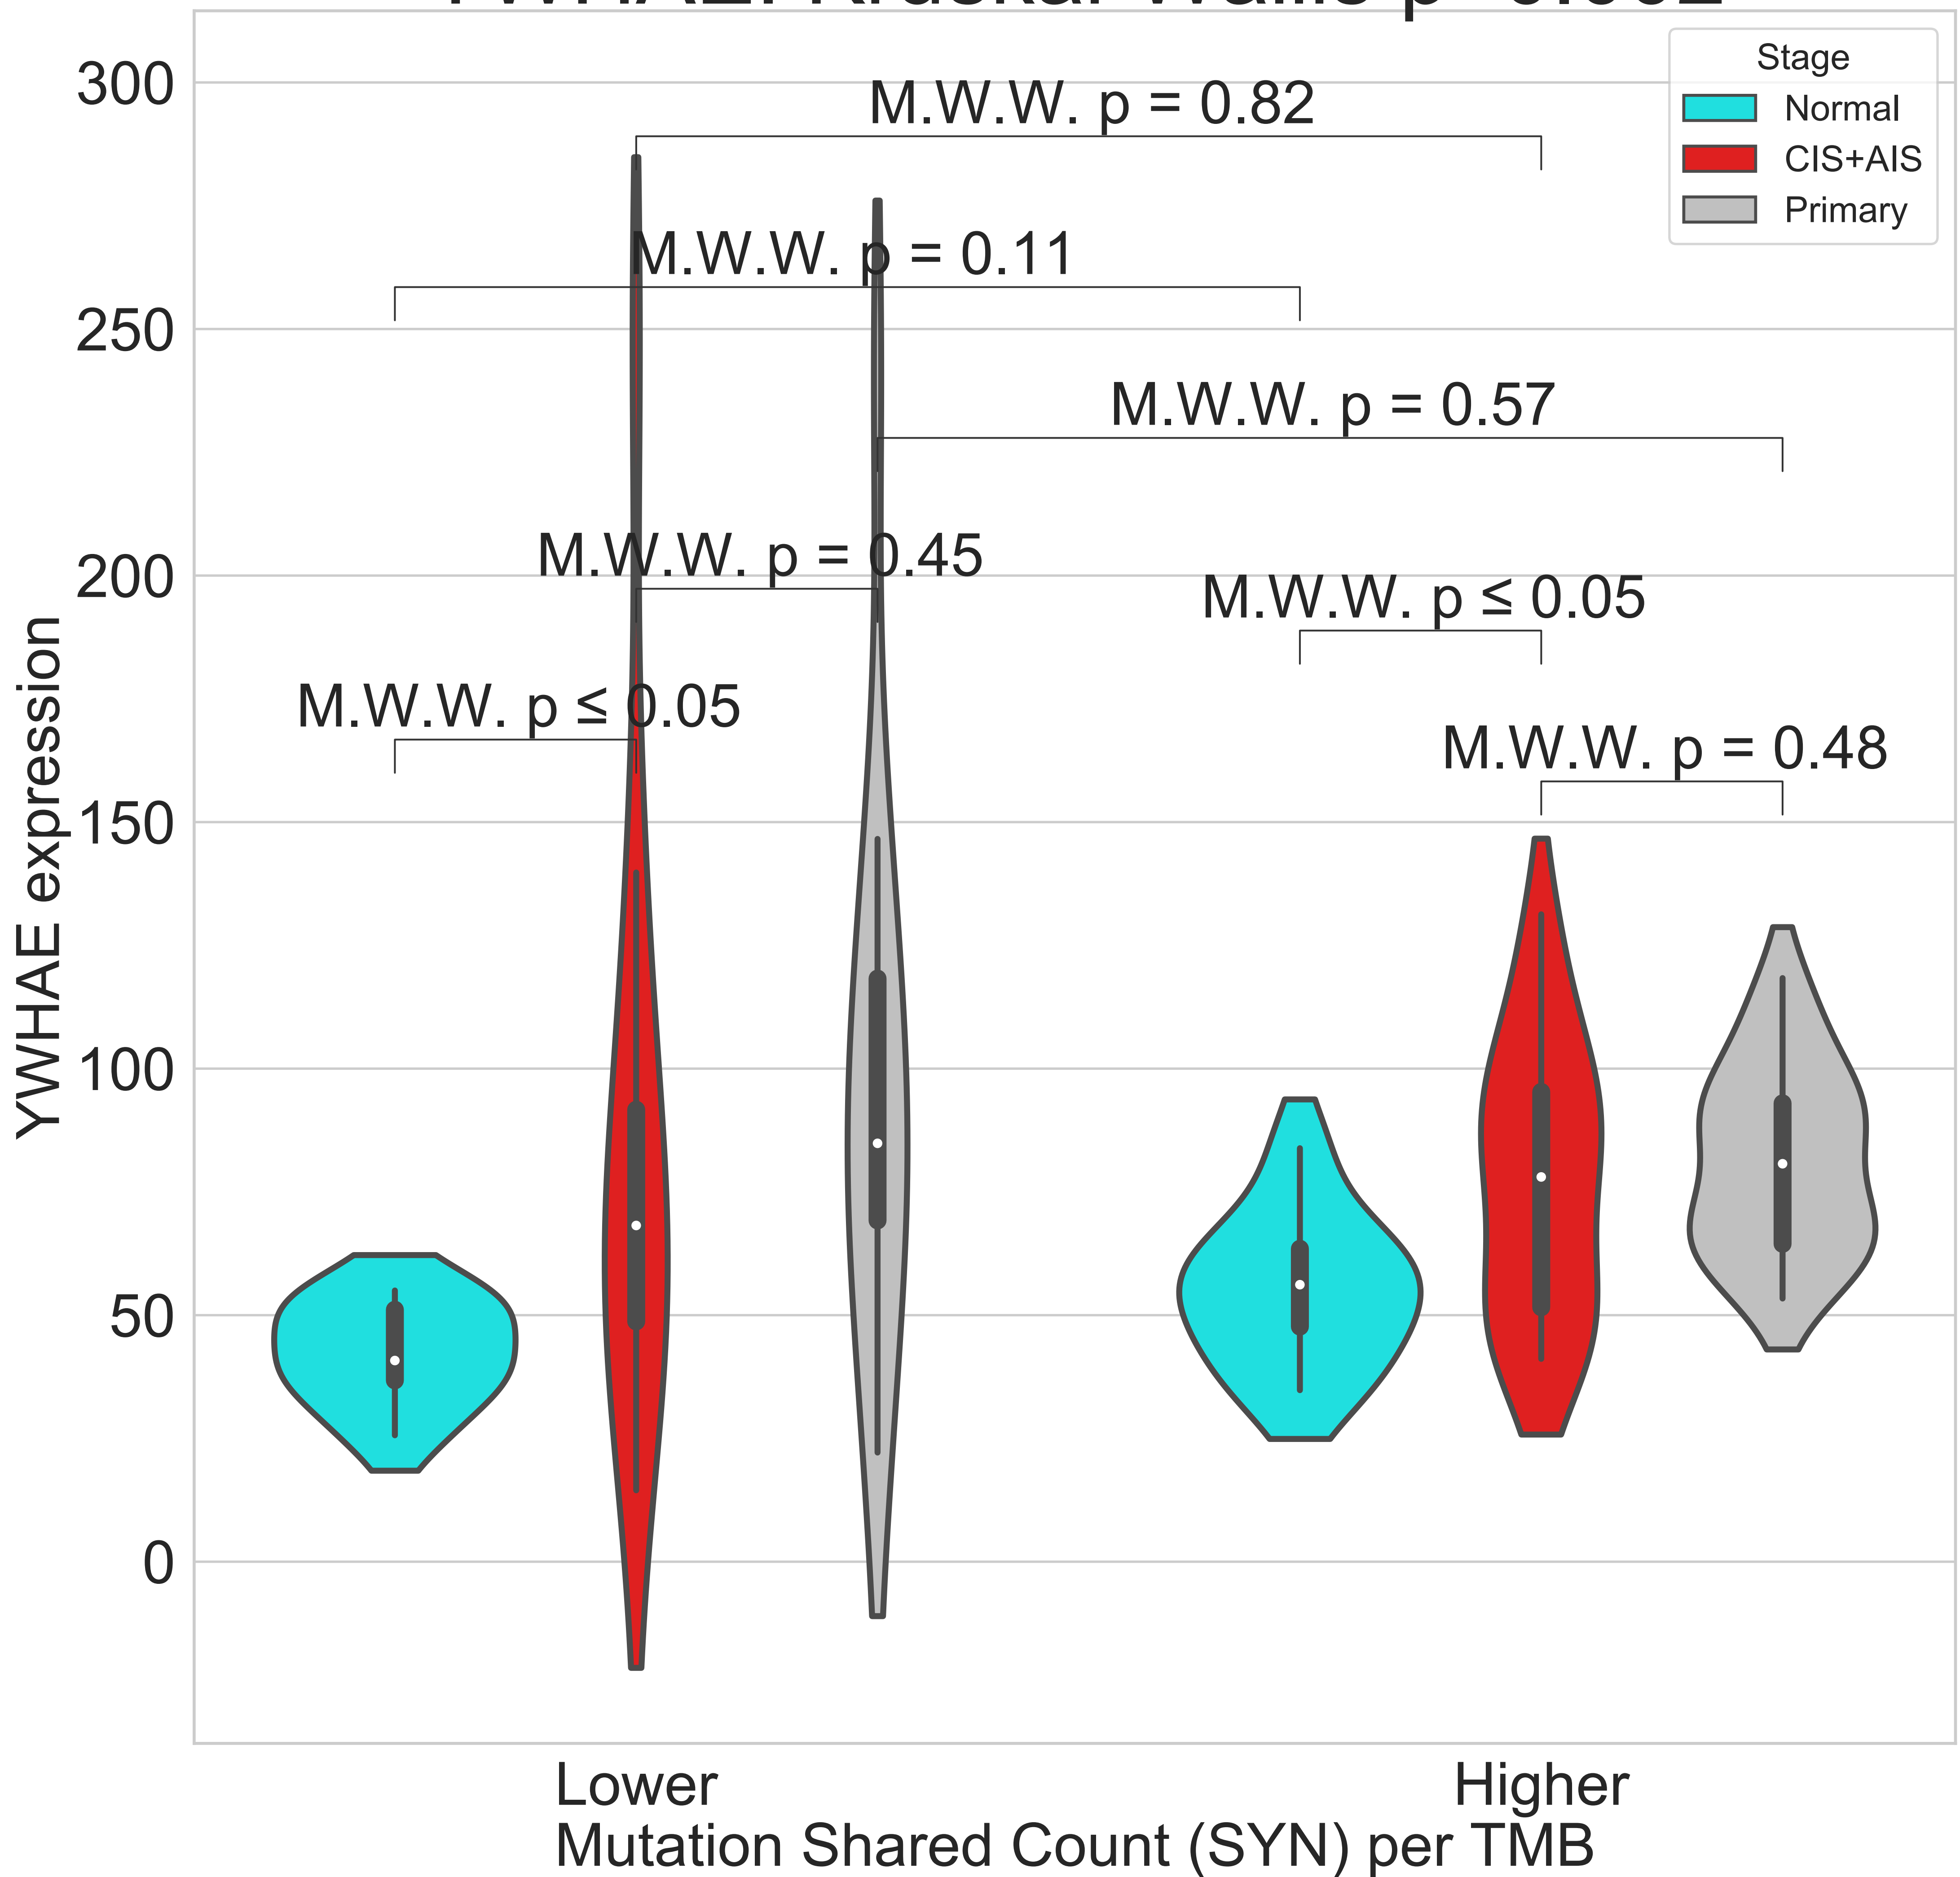 Stage
Normal
CIS+AIS
Primary
M.W.W. p = 0.82
M.W.W. p = 0.11
M.W.W. p = 0.57
M.W.W. p = 0.45
M.W.W. p ≤ 0.05
M.W.W. p ≤ 0.05
M.W.W. p = 0.48
300
250
200
150
100
50
0
YWHAE expression
Lower
Higher
Mutation Shared Count (SYN) per TMB